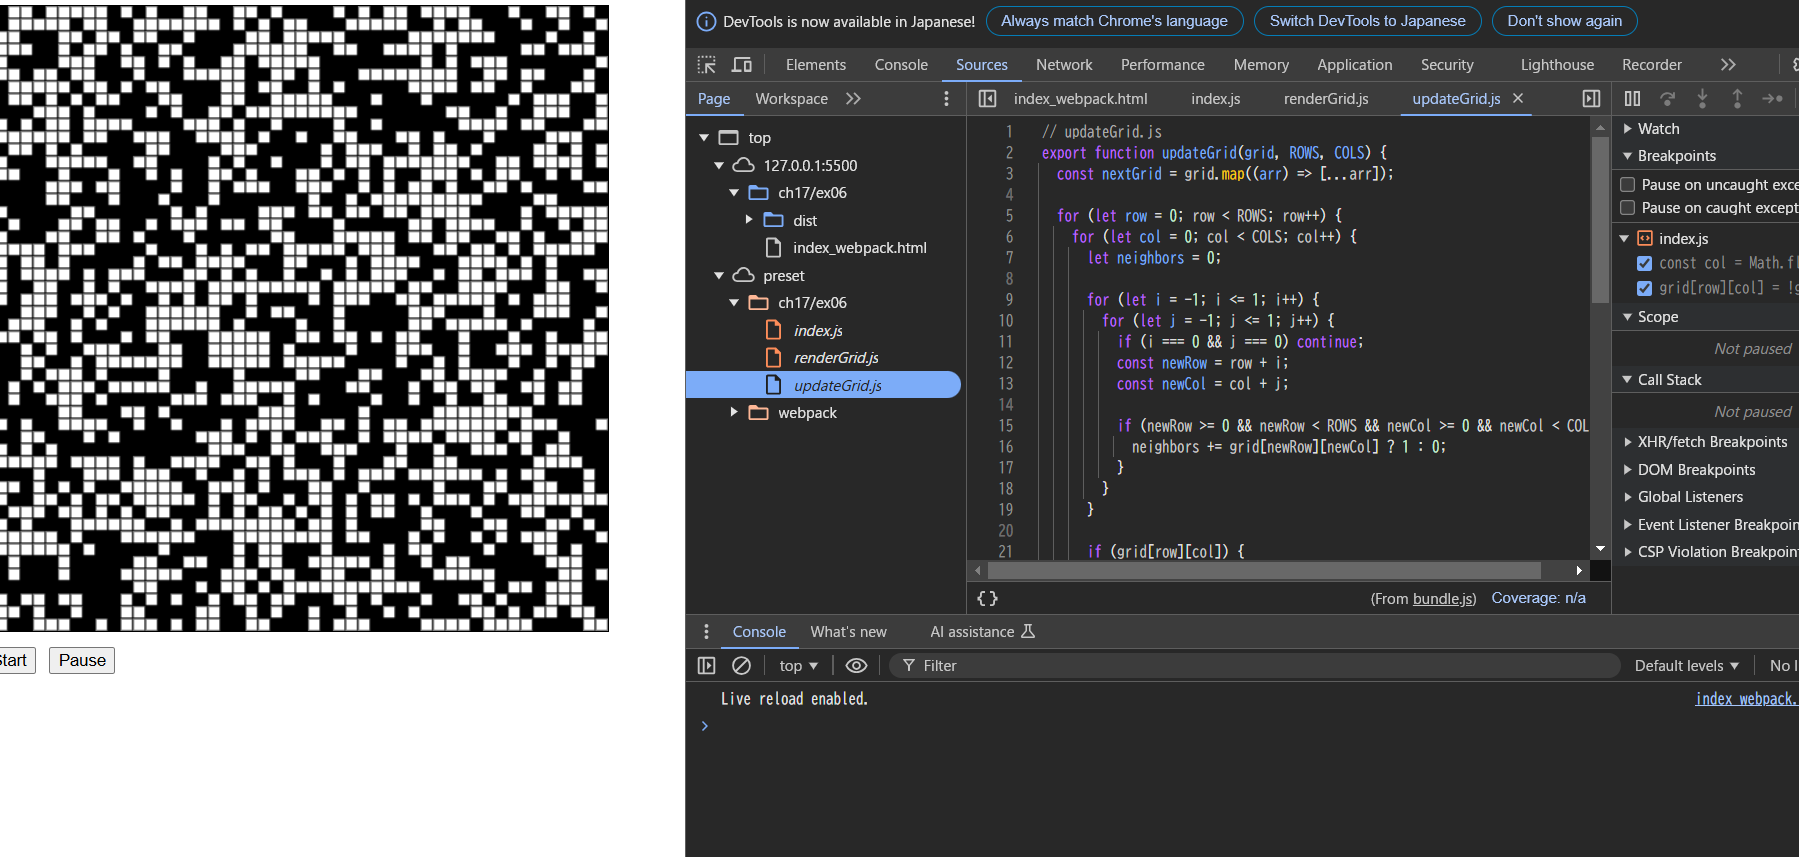 DevTools is now available in Japanese! Always match Chrome's language Switch DevTools to Japanese Don't show again
Elements Console Sources Network Performance Memory Application Security Lighthouse Recorder
Page Workspace
index_webpack.html index.js renderGrid.js updateGrid.js
top
127.0.0.1:5500
ch17/ex06
dist
index_webpack.html
preset
ch17/ex06
index.js
renderGrid.js
updateGrid.js
webpack
1 // updateGrid.js
2 export function updateGrid(grid, ROWS, COLS) {
3 const nextGrid = grid.map((arr) => [...arr]);
4
5 for (let row = 0; row < ROWS; row++) {
6 for (let col = 0; col < COLS; col++) {
7 let neighbors = 0;
8
9 for (let i = -1; i <= 1; i++) {
10 for (let j = -1; j <= 1; j++) {
11 if (i === 0 && j === 0) continue;
12 const newRow = row + i;
13 const newCol = col + j;
14
15 if (newRow >= 0 && newRow < ROWS && newCol >= 0 && newCol < COL
16 neighbors += grid[newRow][newCol] ? 1 : 0;
17 }
18 }
19 }
20
21 if (grid[row][col]) {
{} (From bundle.js) Coverage: n/a
Watch
Breakpoints
Pause on uncaught exce
Pause on caught except
index.js
const col = Math.fl
grid[row][col] = !g
Scope
Not paused
Call Stack
Not paused
XHR/fetch Breakpoints
DOM Breakpoints
Global Listeners
Event Listener Breakpoin
CSP Violation Breakpoint
Start Pause
Console What's new AI assistance
top Filter Default levels No I
Live reload enabled. index_webpack.